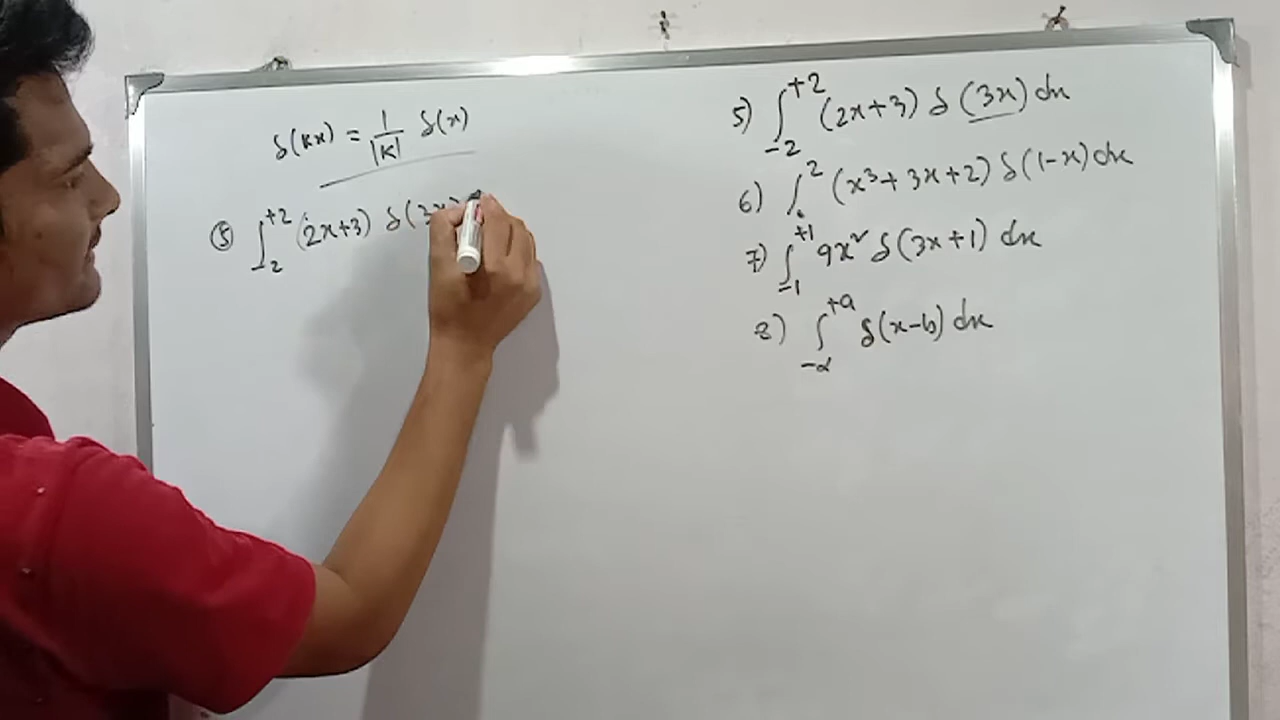 δ(kx) = 1/|k| δ(x)
⑤ ∫₋₂⁺² (2x+3) δ(3x)
5) ∫₋₂⁺² (2x+3) δ (3x) dx
6) ∫₀² (x³+3x+2) δ(1-x) dx
7) ∫₋₁⁺¹ 9x² δ(3x+1) dx
8) ∫₋α⁺ᵃ δ(x-b) dx